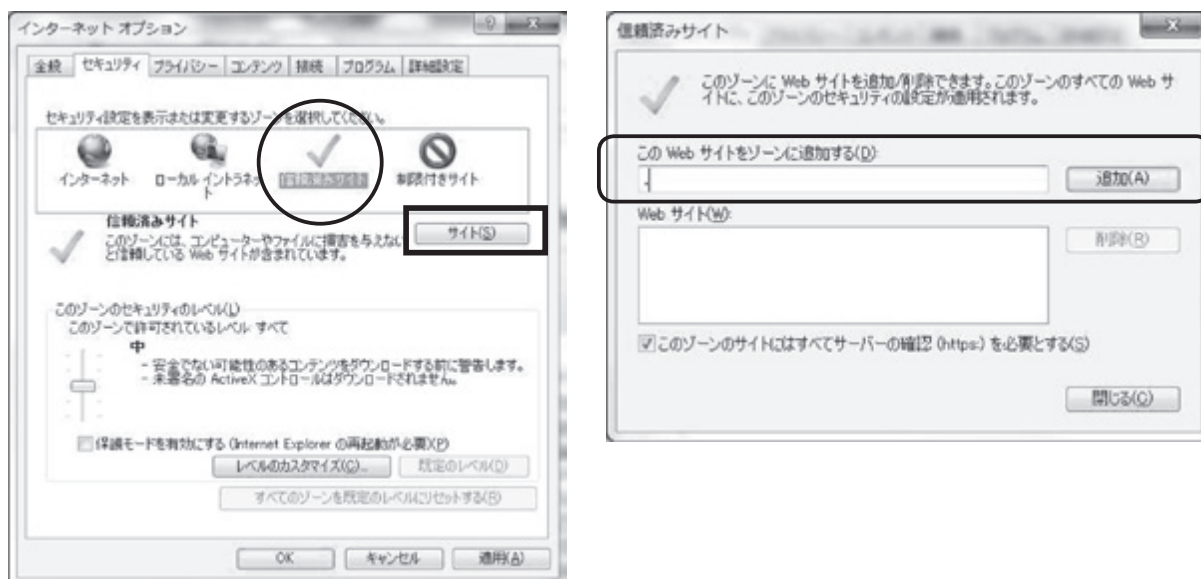 インターネット オプション
全般 セキュリティ プライバシー コンテンツ 接続 プログラム 詳細設定
セキュリティ設定を表示または変更するゾーンを選択してください。
インターネット ローカル イントラネット 信頼済みサイト 制限付きサイト
信頼済みサイト
このゾーンには、コンピューターやファイルに損害を与えない
と信頼している Web サイトが含まれています。
サイト(S)
このゾーンのセキュリティのレベル(L)
このゾーンで許可されているレベル すべて
中
- 安全でない可能性のあるコンテンツをダウンロードする前に警告します。
- 未署名の ActiveX コントロールはダウンロードされません。
保護モードを有効にする (Internet Explorer の再起動が必要)(P)
レベルのカスタマイズ(C)... 既定のレベル(D)
すべてのゾーンを既定のレベルにリセットする(R)
OK キャンセル 適用(A)
信頼済みサイト
このゾーンに Web サイトを追加/削除できます。このゾーンのすべての Web サ
イトに、このゾーンのセキュリティの設定が適用されます。
この Web サイトをゾーンに追加する(D):
追加(A)
Web サイト(W):
削除(R)
このゾーンのサイトにはすべてサーバーの確認 (https:) を必要とする(S)
閉じる(C)